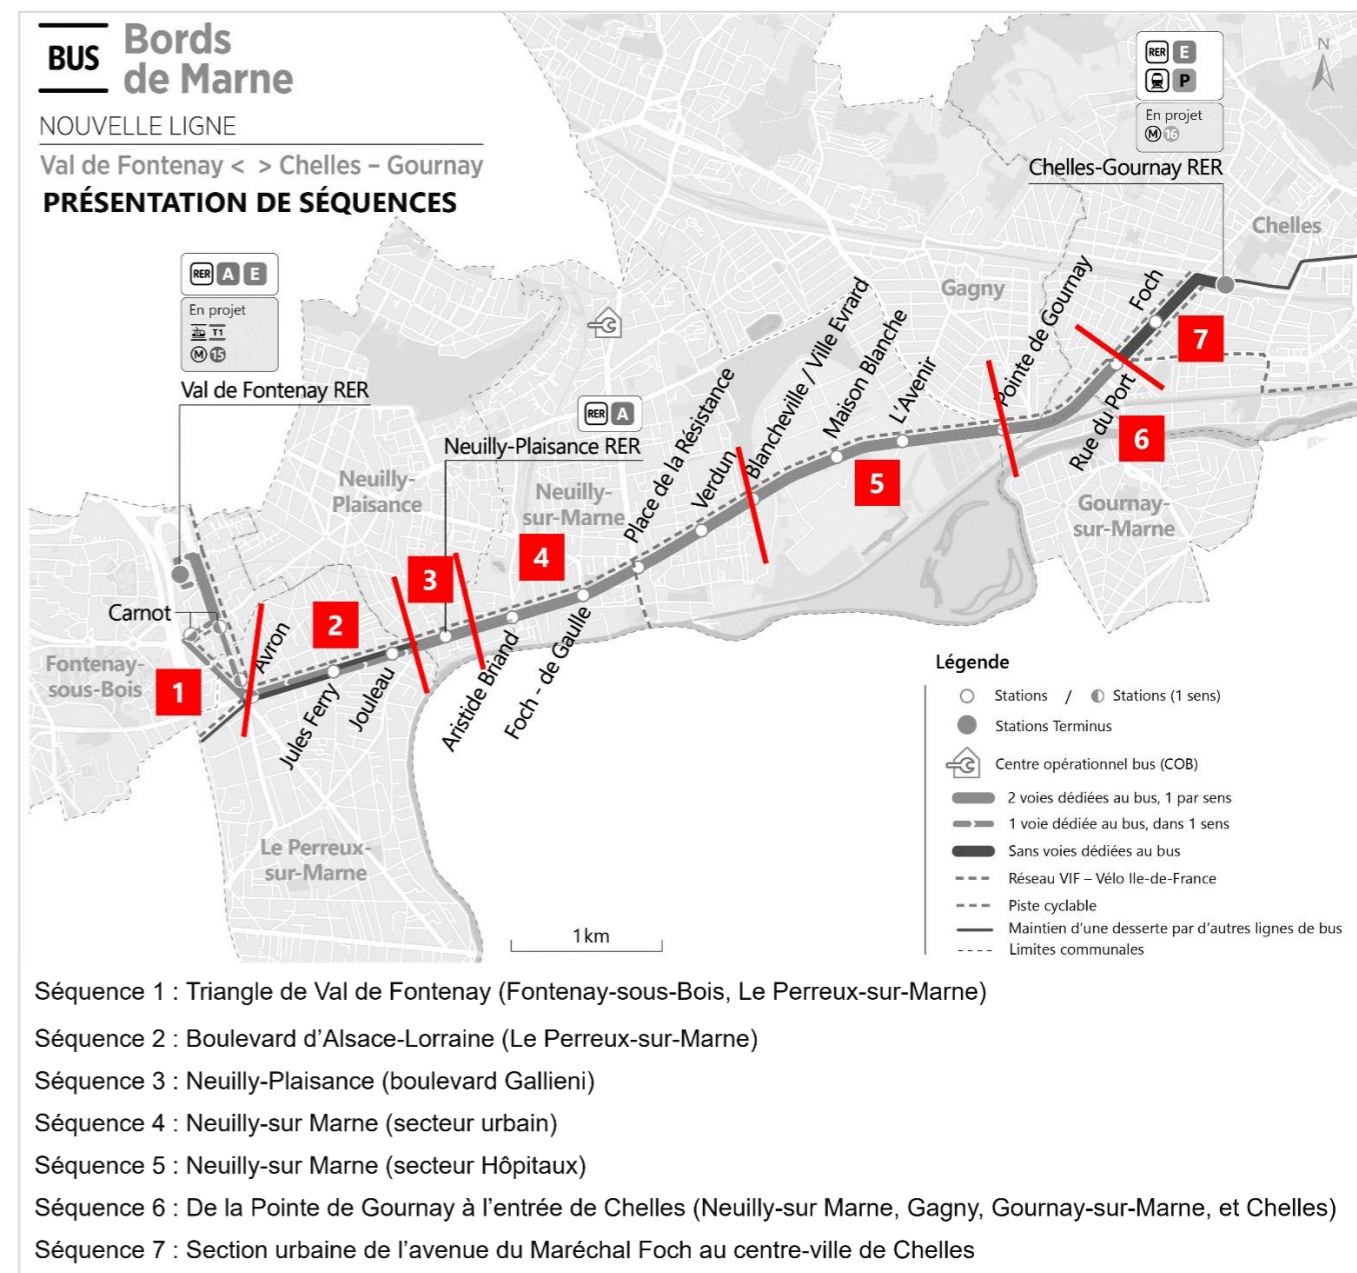 BUS
Bords
de Marne
NOUVELLE LIGNE
Val de Fontenay < > Chelles – Gournay
PRÉSENTATION DE SÉQUENCES
RER E
P
En projet
M 16
Chelles-Gournay RER
N
Chelles
RER A E
En projet
T1
M 15
Val de Fontenay RER
RER A
Neuilly-Plaisance RER
Gagny
Pointe de Gournay
Foch
7
Neuilly-
Plaisance
Neuilly-
sur-Marne
Place de la Résistance
Verdun
Blancheville / Ville Evrard
Maison Blanche
L'Avenir
Rue du Port
6
5
Gournay-
sur-Marne
4
3
2
Carnot
Avron
Fontenay-
sous-Bois
1
Jules Ferry
Jouleau
Aristide Briand
Foch - de Gaulle
Le Perreux-
sur-Marne
1 km
Légende
Stations / Stations (1 sens)
Stations Terminus
Centre opérationnel bus (COB)
2 voies dédiées au bus, 1 par sens
1 voie dédiée au bus, dans 1 sens
Sans voies dédiées au bus
Réseau VIF – Vélo Ile-de-France
Piste cyclable
Maintien d'une desserte par d'autres lignes de bus
Limites communales
Séquence 1 : Triangle de Val de Fontenay (Fontenay-sous-Bois, Le Perreux-sur-Marne)
Séquence 2 : Boulevard d'Alsace-Lorraine (Le Perreux-sur-Marne)
Séquence 3 : Neuilly-Plaisance (boulevard Gallieni)
Séquence 4 : Neuilly-sur Marne (secteur urbain)
Séquence 5 : Neuilly-sur Marne (secteur Hôpitaux)
Séquence 6 : De la Pointe de Gournay à l'entrée de Chelles (Neuilly-sur Marne, Gagny, Gournay-sur-Marne, et Chelles)
Séquence 7 : Section urbaine de l'avenue du Maréchal Foch au centre-ville de Chelles